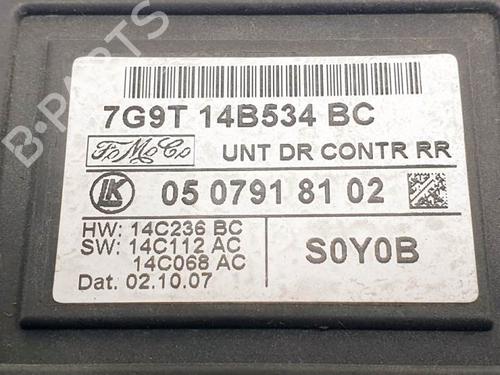 7G9T 14B534 BC
FoMoCo UNT DR CONTR RR
LK 05 0791 81 02
HW: 14C236 BC
SW: 14C112 AC
14C068 AC
S0Y0B
Dat. 02.10.07
B-PARTS